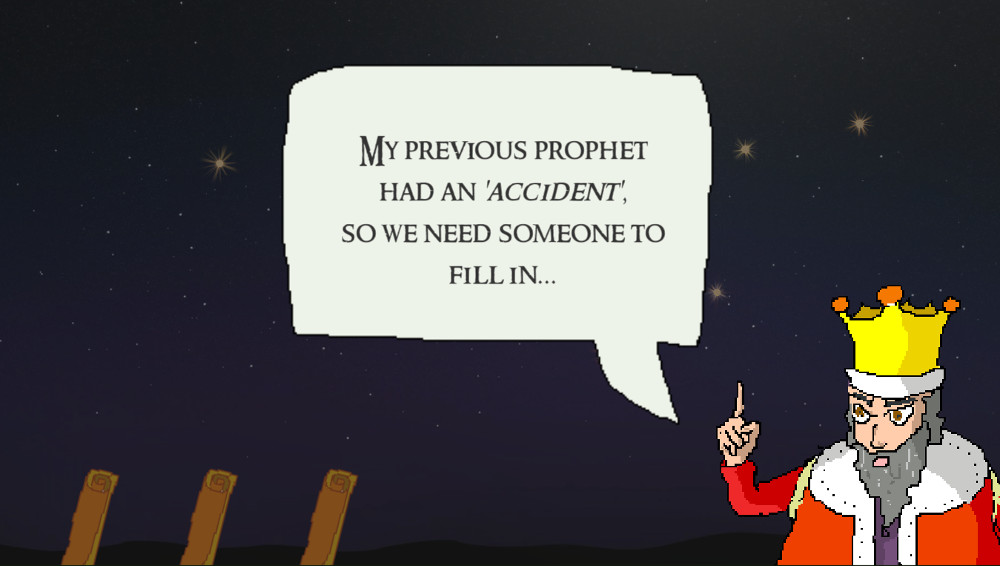 My previous prophet
had an 'accident',
so we need someone to
fill in...